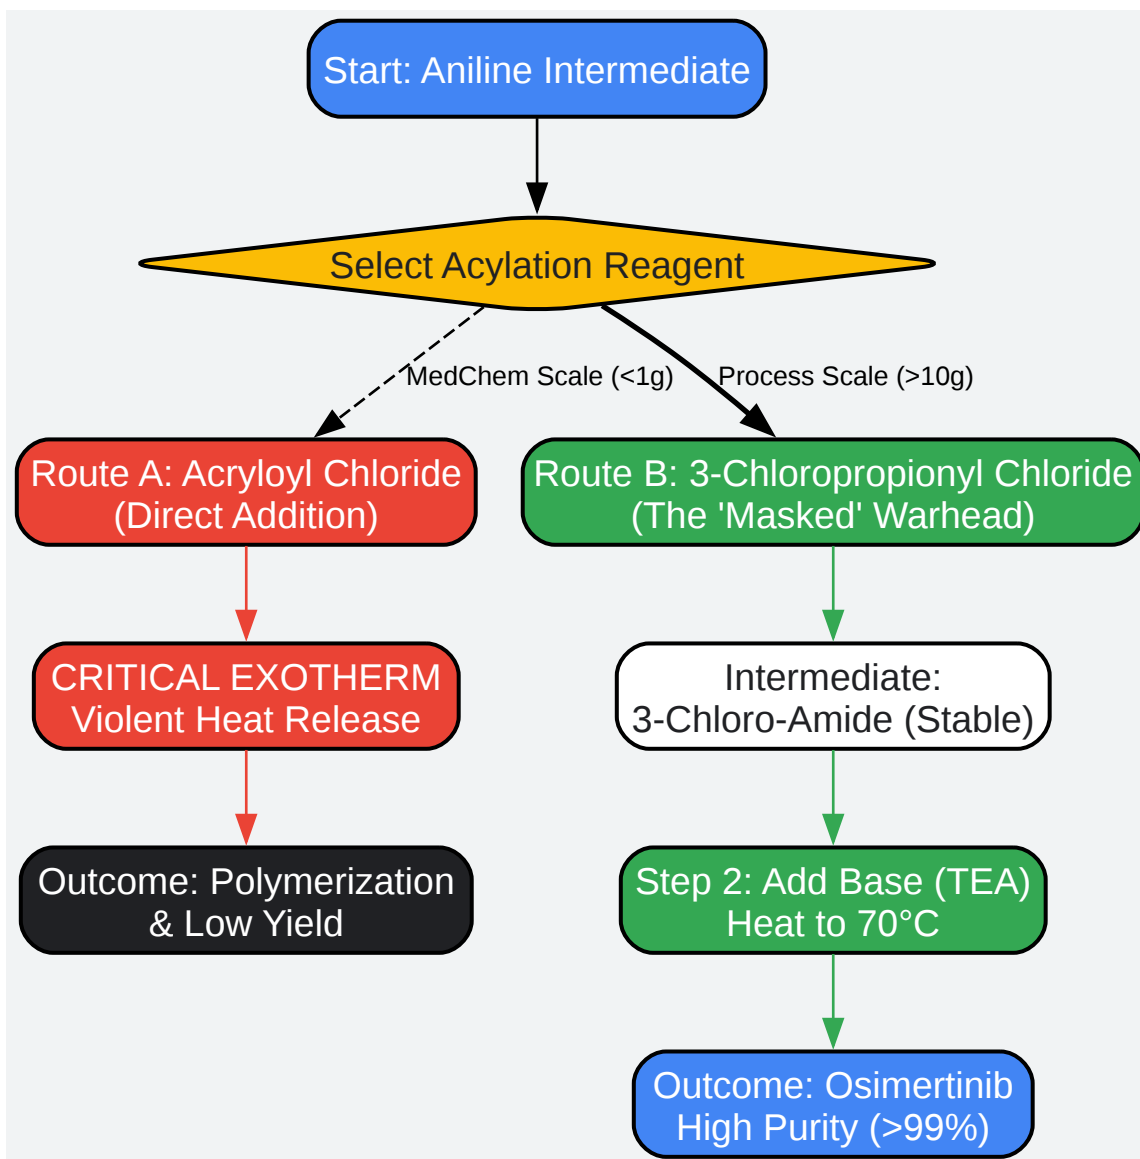 Start: Aniline Intermediate
Select Acylation Reagent
MedChem Scale (<1g)
Process Scale (>10g)
Route A: Acryloyl Chloride
(Direct Addition)
Route B: 3-Chloropropionyl Chloride
(The 'Masked' Warhead)
CRITICAL EXOTHERM
Violent Heat Release
Intermediate:
3-Chloro-Amide (Stable)
Outcome: Polymerization
& Low Yield
Step 2: Add Base (TEA)
Heat to 70°C
Outcome: Osimertinib
High Purity (>99%)